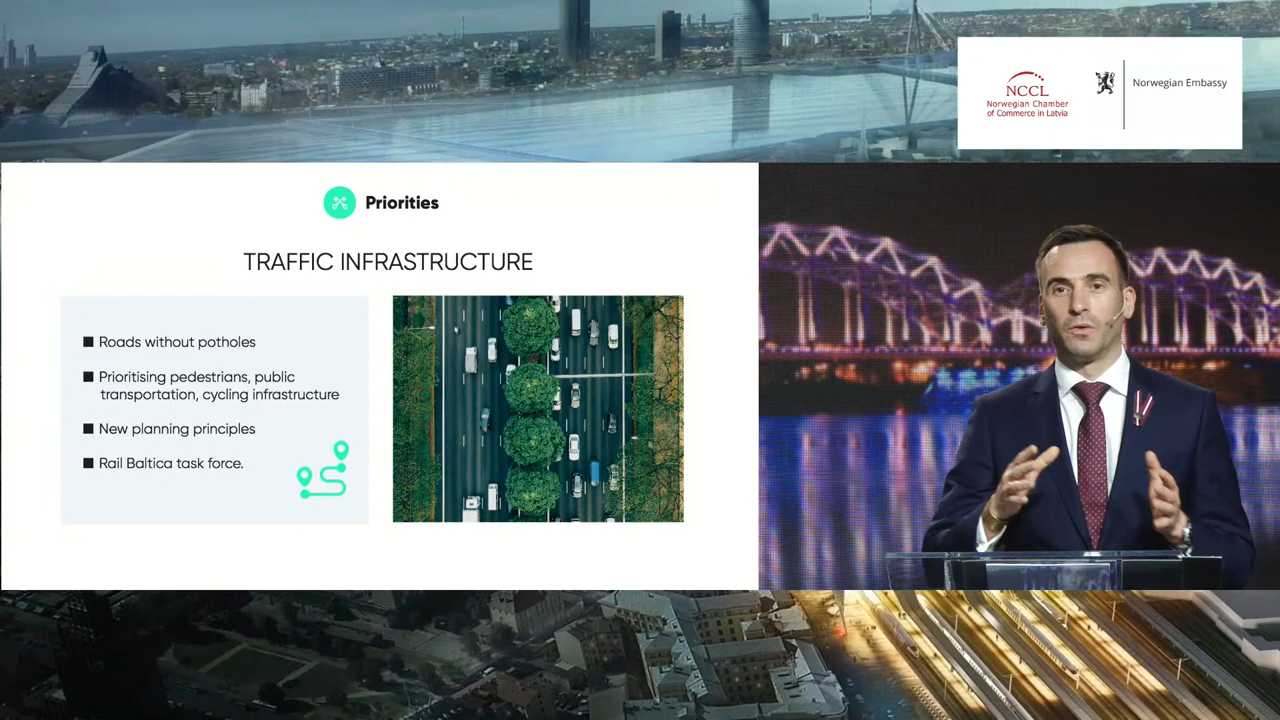 NCCL
Norwegian Chamber
of Commerce in Latvia
Norwegian Embassy
Priorities
TRAFFIC INFRASTRUCTURE
■ Roads without potholes
■ Prioritising pedestrians, public
transportation, cycling infrastructure
■ New planning principles
■ Rail Baltica task force.